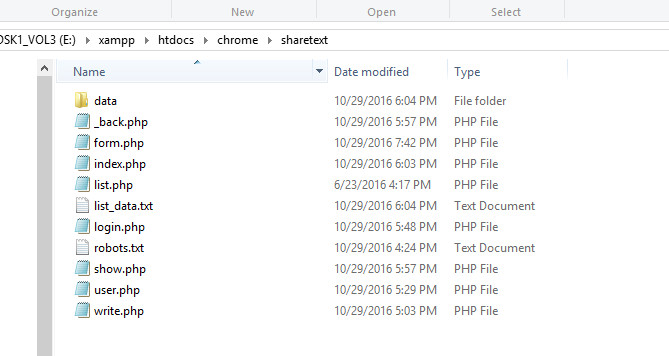 Organize New Open Select
DSK1_VOL3 (E:) xampp htdocs chrome sharetext
Name Date modified Type
data 10/29/2016 6:04 PM File folder
_back.php 10/29/2016 5:57 PM PHP File
form.php 10/29/2016 7:42 PM PHP File
index.php 10/29/2016 6:03 PM PHP File
list.php 6/23/2016 4:17 PM PHP File
list_data.txt 10/29/2016 6:04 PM Text Document
login.php 10/29/2016 5:48 PM PHP File
robots.txt 10/29/2016 4:24 PM Text Document
show.php 10/29/2016 5:57 PM PHP File
user.php 10/29/2016 5:29 PM PHP File
write.php 10/29/2016 5:03 PM PHP File